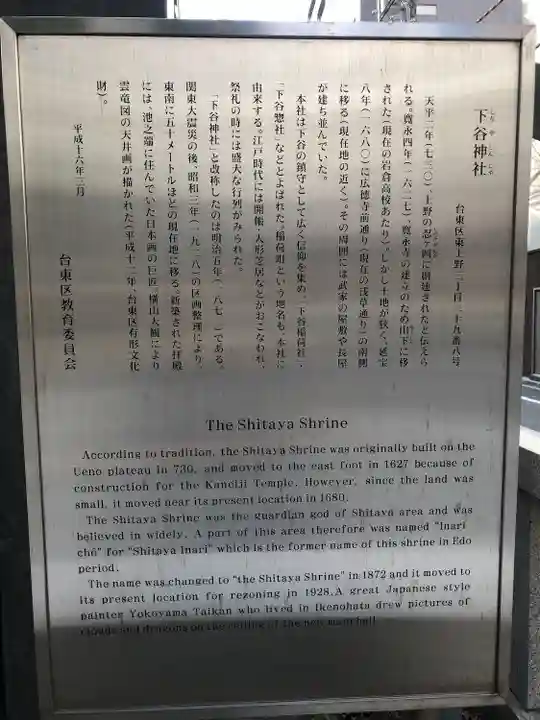 したやじんじゃ
下谷神社
台東区東上野三丁目二十九番八号
天平二年(七三〇)、上野の忍ヶ岡に創建されたと伝えら
れる。寛永四年(一六二七)、寛永寺の建立のため山下に移
された(現在の岩倉高校あたり)。しかし土地が狭く、延宝
八年(一六八〇)に広徳寺前通り(現在の浅草通り)の南側
に移る(現在地の近く)。その周囲には武家の屋敷や長屋
が建ち並んでいた。
本社は下谷の鎮守として広く信仰を集め、「下谷稲荷社」、
「下谷惣社」などとよばれた。稲荷町という地名も、本社に
由来する。江戸時代には開帳、人形芝居などがおこなわれ、
祭礼の時には盛大な行列がみられた。
「下谷神社」と改称したのは明治五年(一八七 )である。
関東大震災の後、昭和三年(一九二八)の区画整理により、
東南に五十メートルほどの現在地に移る。新築された拝殿
には、池之端に住んでいた日本画の巨匠、横山大観により
雲竜図の天井画が描かれた(平成十二年、台東区有形文化
財)。
平成十六年三月
台東区教育委員会
The Shitaya Shrine
According to tradition, the Shitaya Shrine was originally built on the
Ueno plateau in 730, and moved to the east foot in 1627 because of
construction for the Kaneiji Temple. However, since the land was
small, it moved near its present location in 1680.
The Shitaya Shrine was the guardian god of Shitaya area and was
believed in widely. A part of this area therefore was named "Inari
chō" for "Shitaya Inari" which is the former name of this shrine in Edo
period.
The name was changed to "the Shitaya Shrine" in 1872 and it moved to
its present location for rezoning in 1928. A great Japanese style
painter Yokoyama Taikan who lived in Ikenohata drew pictures of
clouds and dragons on the ceiling of the new main hall.